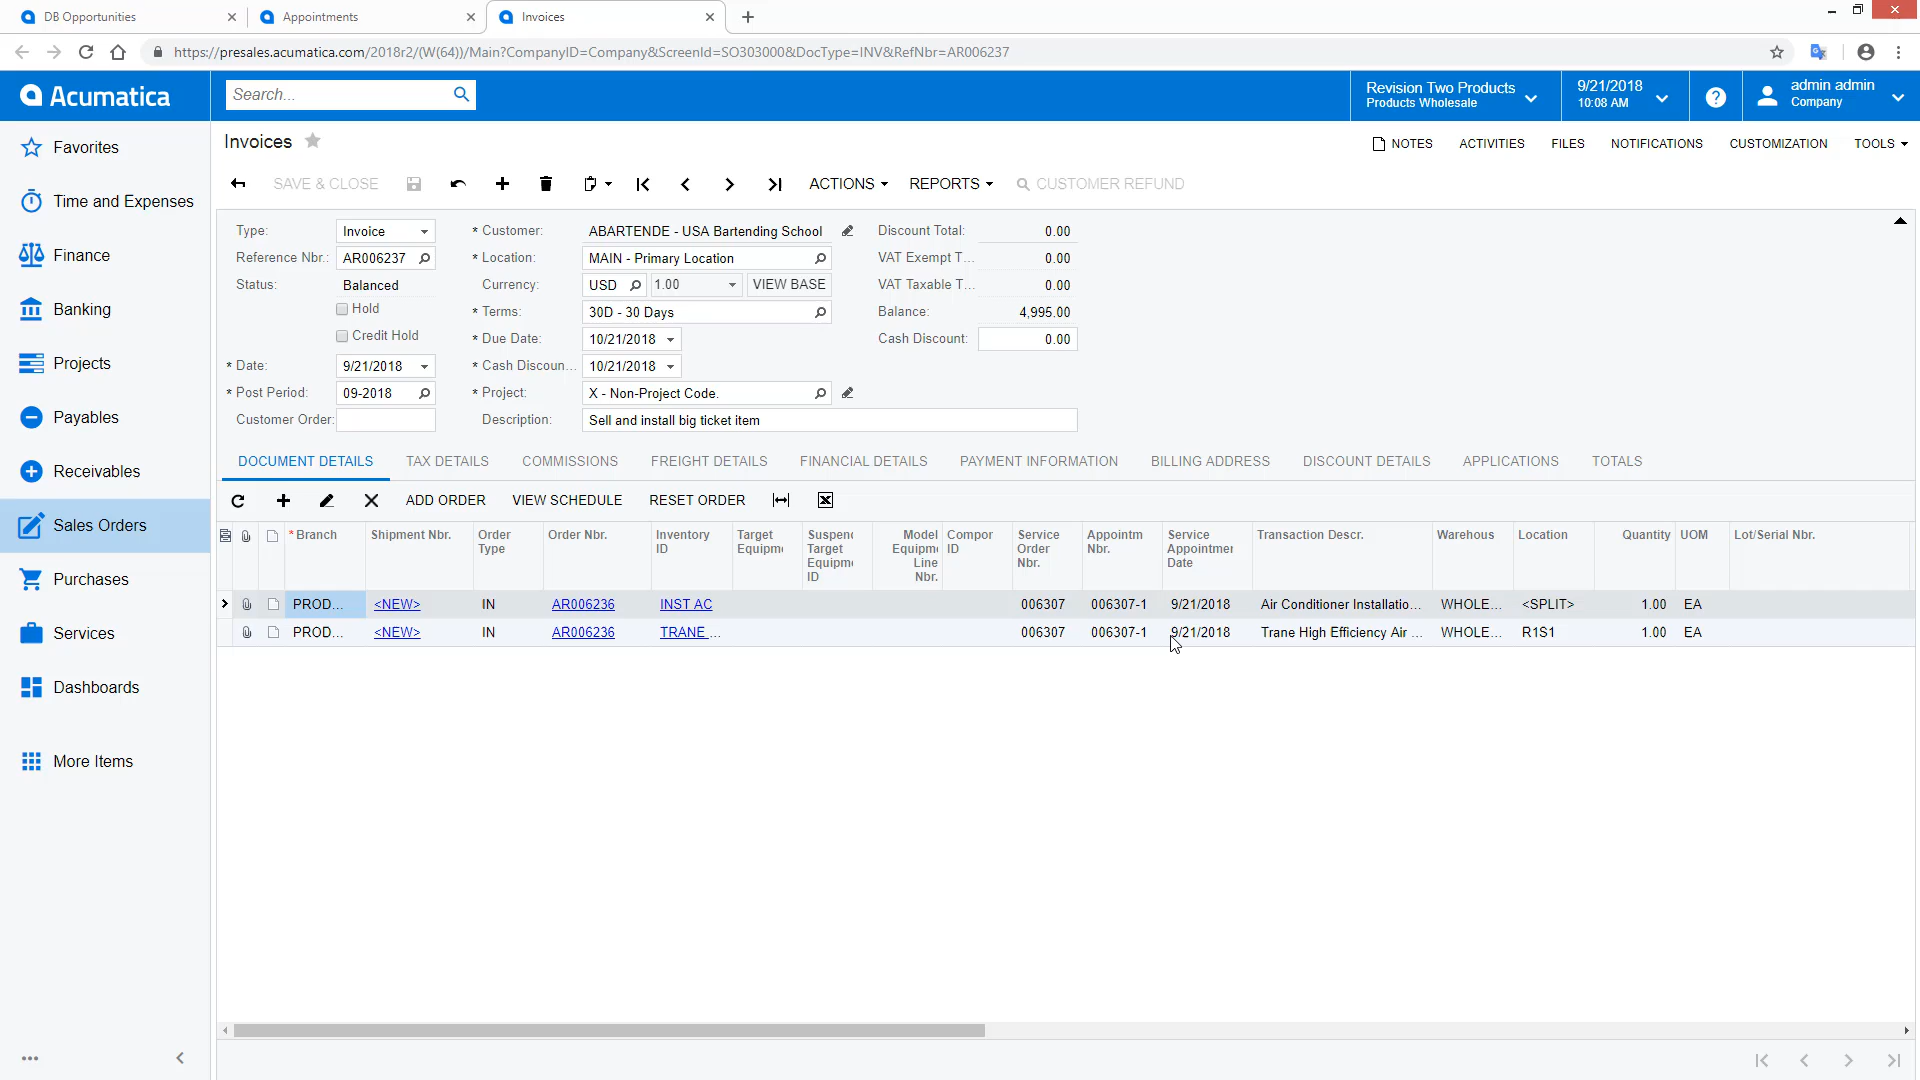 DB Opportunities
Appointments
Invoices
https://presales.acumatica.com/2018r2/(W(64))/Main?CompanyID=Company&ScreenId=SO303000&DocType=INV&RefNbr=AR006237
Acumatica
Search...
Revision Two Products
Products Wholesale
9/21/2018
10:08 AM
admin admin
Company
Favorites
Time and Expenses
Finance
Banking
Projects
Payables
Receivables
Sales Orders
Purchases
Services
Dashboards
More Items
Invoices
NOTES ACTIVITIES FILES NOTIFICATIONS CUSTOMIZATION TOOLS
SAVE & CLOSE ACTIONS REPORTS CUSTOMER REFUND
Type: Invoice * Customer: ABARTENDE - USA Bartending School Discount Total: 0.00
Reference Nbr.: AR006237 * Location: MAIN - Primary Location VAT Exempt T... 0.00
Status: Balanced Currency: USD 1.00 VIEW BASE VAT Taxable T... 0.00
Hold * Terms: 30D - 30 Days Balance: 4,995.00
Credit Hold * Due Date: 10/21/2018 Cash Discount: 0.00
* Date: 9/21/2018 * Cash Discoun... 10/21/2018
* Post Period: 09-2018 * Project: X - Non-Project Code.
Customer Order: Description: Sell and install big ticket item
DOCUMENT DETAILS TAX DETAILS COMMISSIONS FREIGHT DETAILS FINANCIAL DETAILS PAYMENT INFORMATION BILLING ADDRESS DISCOUNT DETAILS APPLICATIONS TOTALS
ADD ORDER VIEW SCHEDULE RESET ORDER
* Branch Shipment Nbr. Order Order Nbr. Inventory Target Suspend Model Compor Service Appointm Service Transaction Descr. Warehous Location Quantity UOM Lot/Serial Nbr.
Type ID Equipme Target Equipme ID Order Nbr. Appointmer
Equipme Line Nbr. Date
ID Nbr.
PROD... <NEW> IN AR006236 INST AC 006307 006307-1 9/21/2018 Air Conditioner Installatio... WHOLE... <SPLIT> 1.00 EA
PROD... <NEW> IN AR006236 TRANE ... 006307 006307-1 9/21/2018 Trane High Efficiency Air ... WHOLE... R1S1 1.00 EA